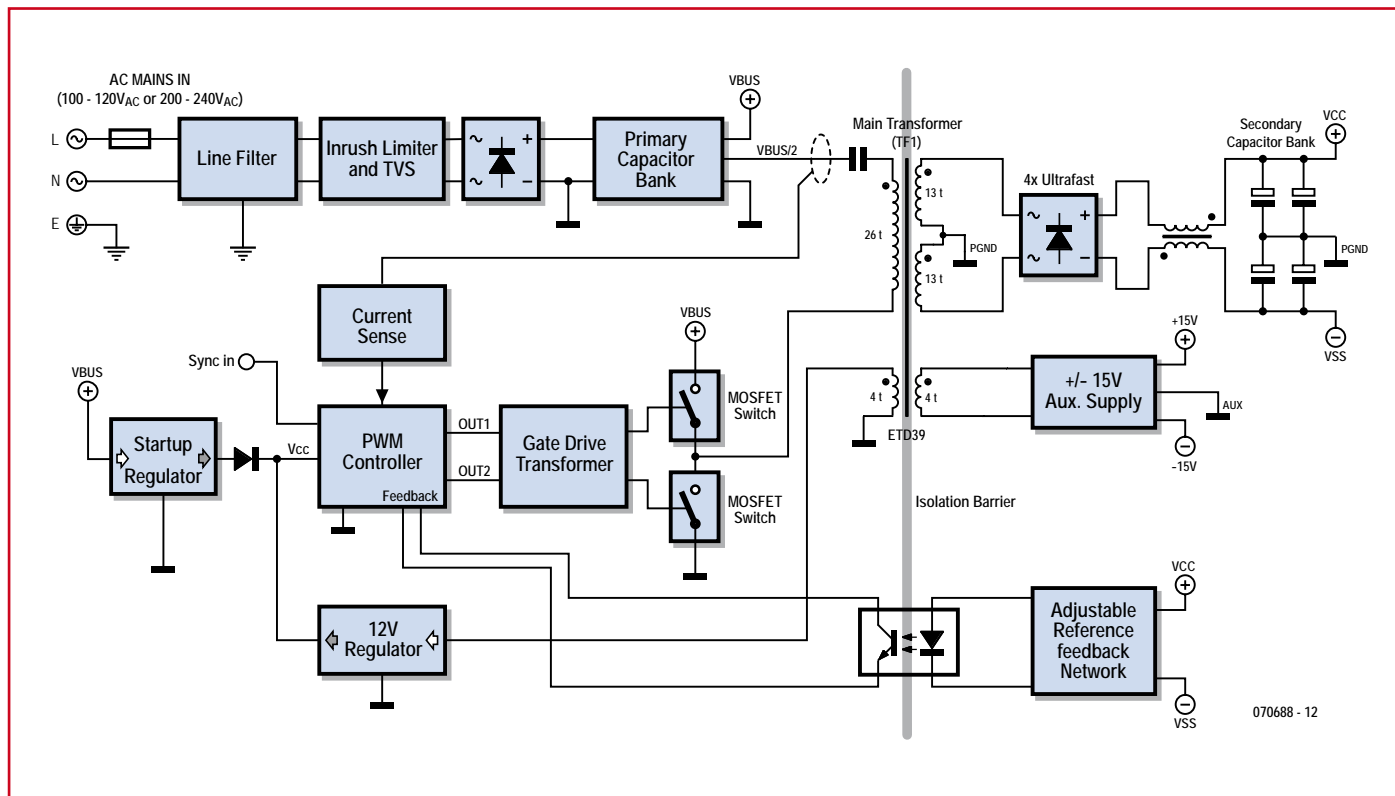 AC MAINS IN
(100 - 120VAC or 200 - 240VAC)
L
N
E
Line Filter
Inrush Limiter
and TVS
+
−
Primary
Capacitor
Bank
VBUS
+
VBUS/2
Main Transformer
(TF1)
26 t
13 t
13 t
PGND
4x Ultrafast
+
−
Secondary
Capacitor Bank
VCC
+
PGND
−
VSS
Current
Sense
Sync in
VBUS
+
Startup
Regulator
Vcc
PWM
Controller
Feedback
OUT1
OUT2
Gate Drive
Transformer
VBUS
+
MOSFET
Switch
MOSFET
Switch
4 t
4 t
ETD39
+/- 15V
Aux. Supply
+15V
+
AUX
−
-15V
Isolation Barrier
12V
Regulator
Adjustable
Reference
feedback
Network
VCC
+
−
VSS
070688 - 12